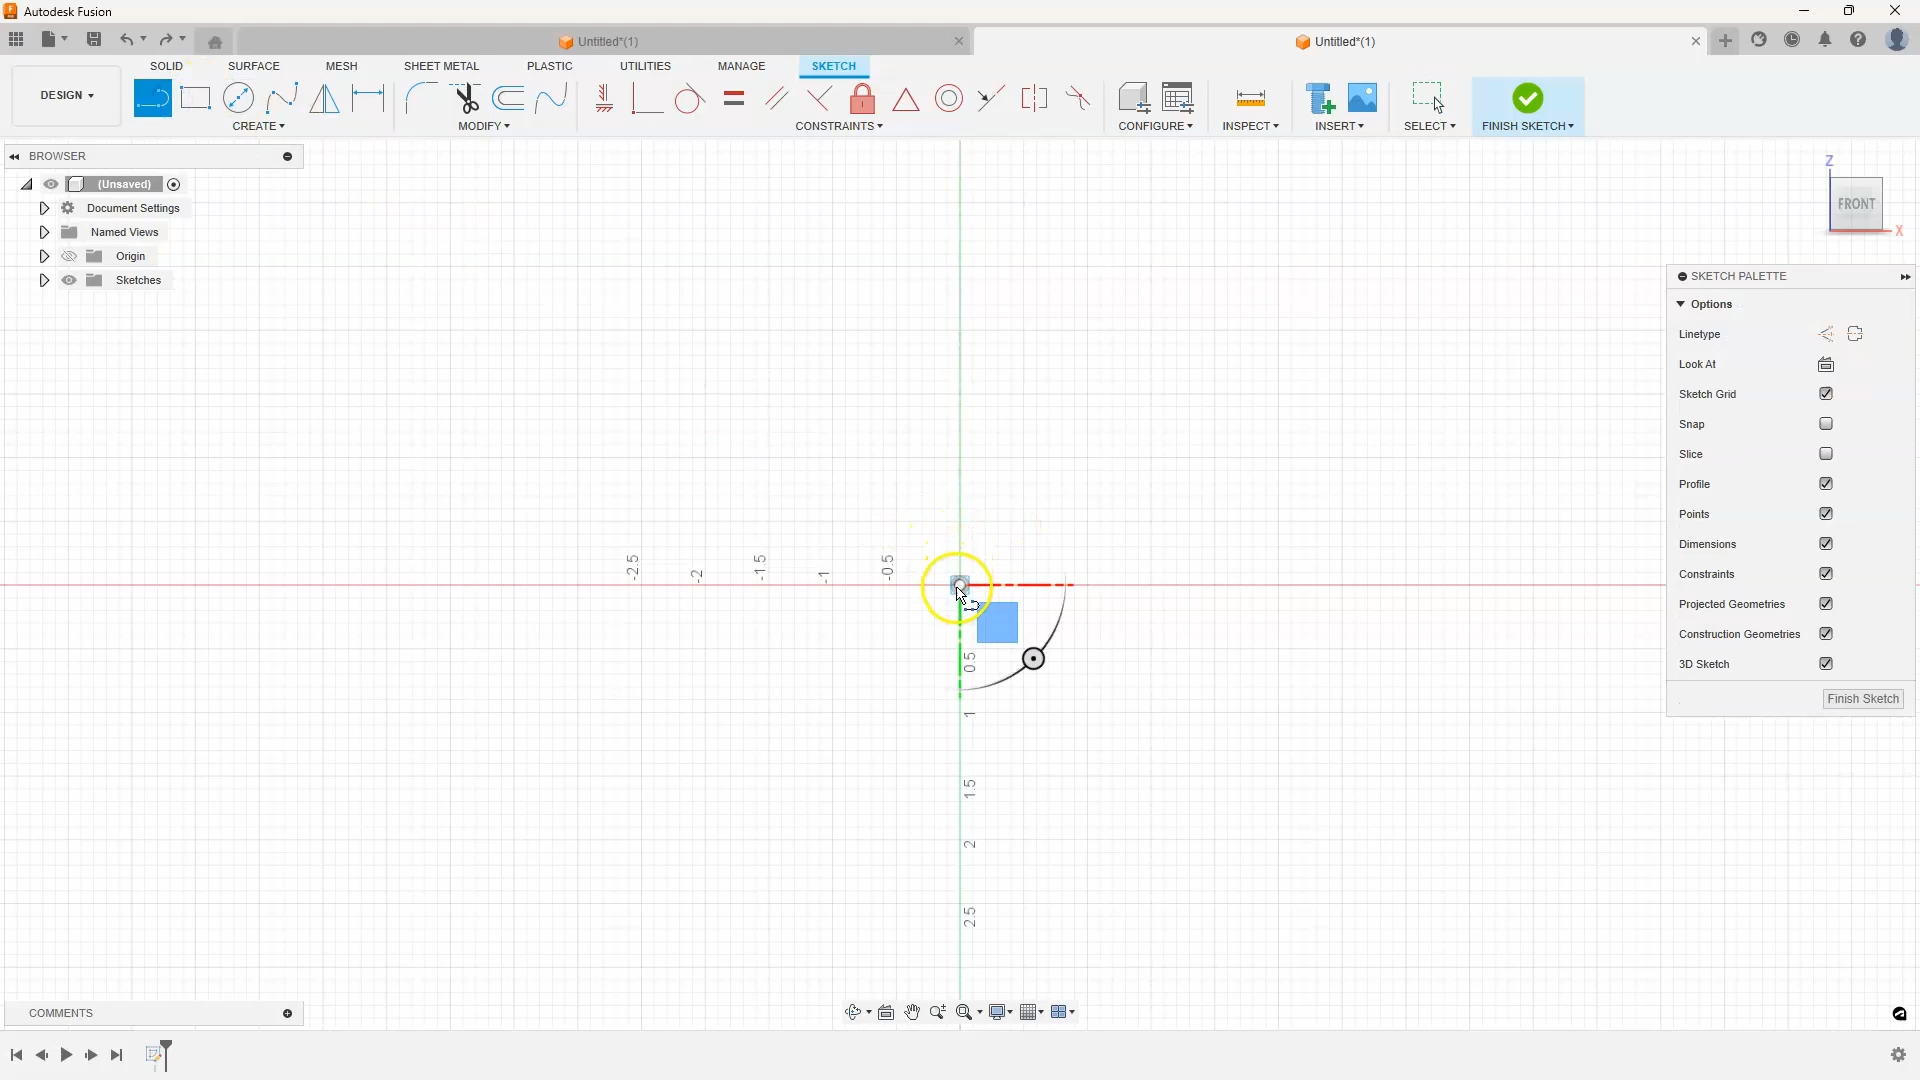 Autodesk Fusion
Untitled*(1)
Untitled*(1)
SOLID SURFACE MESH SHEET METAL PLASTIC UTILITIES MANAGE SKETCH
DESIGN
CREATE MODIFY CONSTRAINTS CONFIGURE INSPECT INSERT SELECT FINISH SKETCH
BROWSER
(Unsaved)
Document Settings
Named Views
Origin
Sketches
Z
FRONT
X
SKETCH PALETTE
Options
Linetype
Look At
Sketch Grid
Snap
Slice
Profile
Points
Dimensions
Constraints
Projected Geometries
Construction Geometries
3D Sketch
Finish Sketch
-2.5 -2 -1.5 -1 -0.5
0.5
1
1.5
2
2.5
COMMENTS